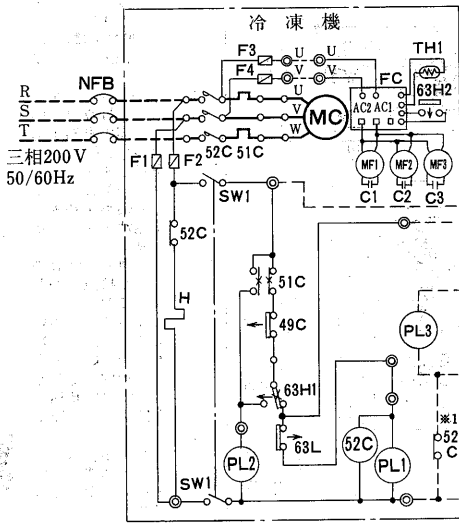 冷凍機
F3 U U
F4 V V
FC
TH1
63H2
NFB
R
S
T
三相200V
50/60Hz
U
V
W
MC
AC2 AC1
F1 F2
52C 51C
MF1 MF2 MF3
C1 C2 C3
SW1
52C
51C
H
49C
63H1
63L
PL3
※1
52
C
PL2
52C
PL1
SW1